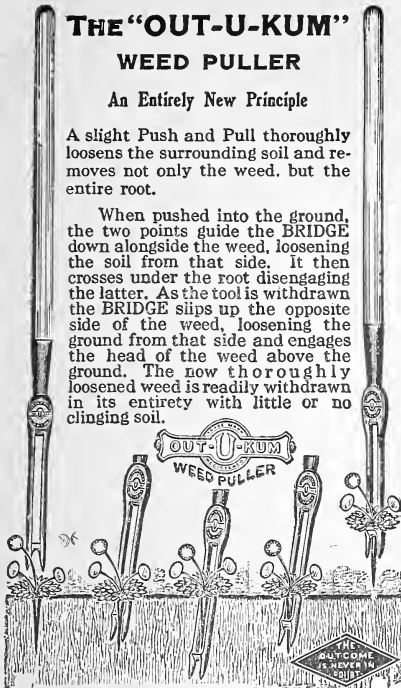 THE "OUT-U-KUM"
WEED PULLER
An Entirely New Principle
A slight Push and Pull thoroughly
loosens the surrounding soil and re-
moves not only the weed, but the
entire root.
When pushed into the ground,
the two points guide the BRIDGE
down alongside the weed, loosening
the soil from that side. It then
crosses under the root disengaging
the latter. As the tool is withdrawn
the BRIDGE slips up the opposite
side of the weed, loosening the
ground from that side and engages
the head of the weed above the
ground. The now thoroughly
loosened weed is readily withdrawn
in its entirety with little or no
clinging soil.
OUT-U-KUM
WEED PULLER
THE
OUTCOME
IS NEVER IN
DOUBT